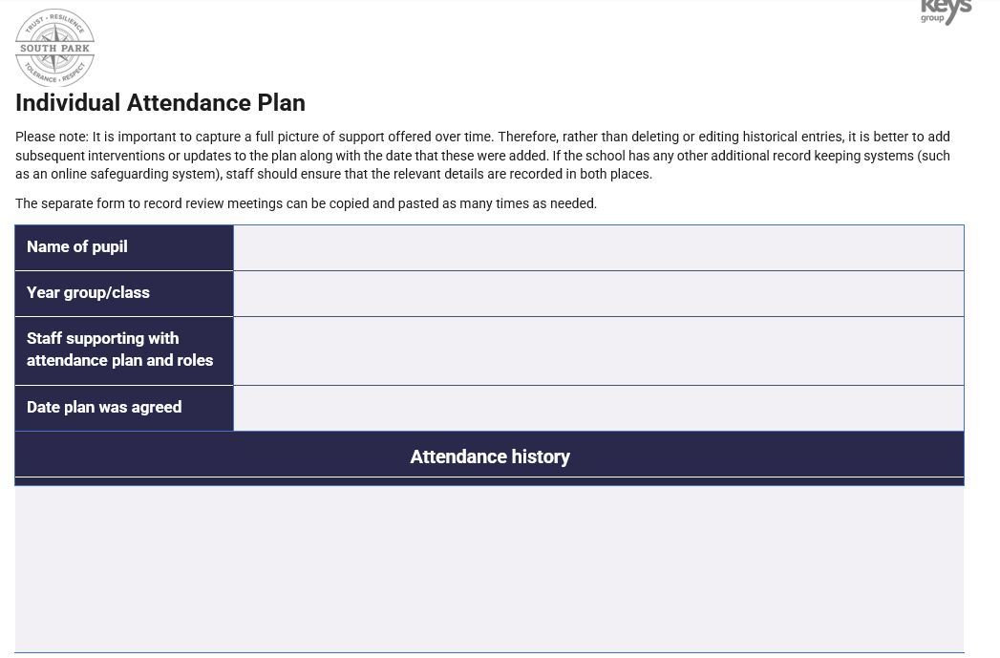 TRUST • RESILIENCE
SOUTH PARK
TOLERANCE • RESPECT
keys
group
Individual Attendance Plan
Please note: It is important to capture a full picture of support offered over time. Therefore, rather than deleting or editing historical entries, it is better to add
subsequent interventions or updates to the plan along with the date that these were added. If the school has any other additional record keeping systems (such
as an online safeguarding system), staff should ensure that the relevant details are recorded in both places.
The separate form to record review meetings can be copied and pasted as many times as needed.
Name of pupil
Year group/class
Staff supporting with
attendance plan and roles
Date plan was agreed
Attendance history